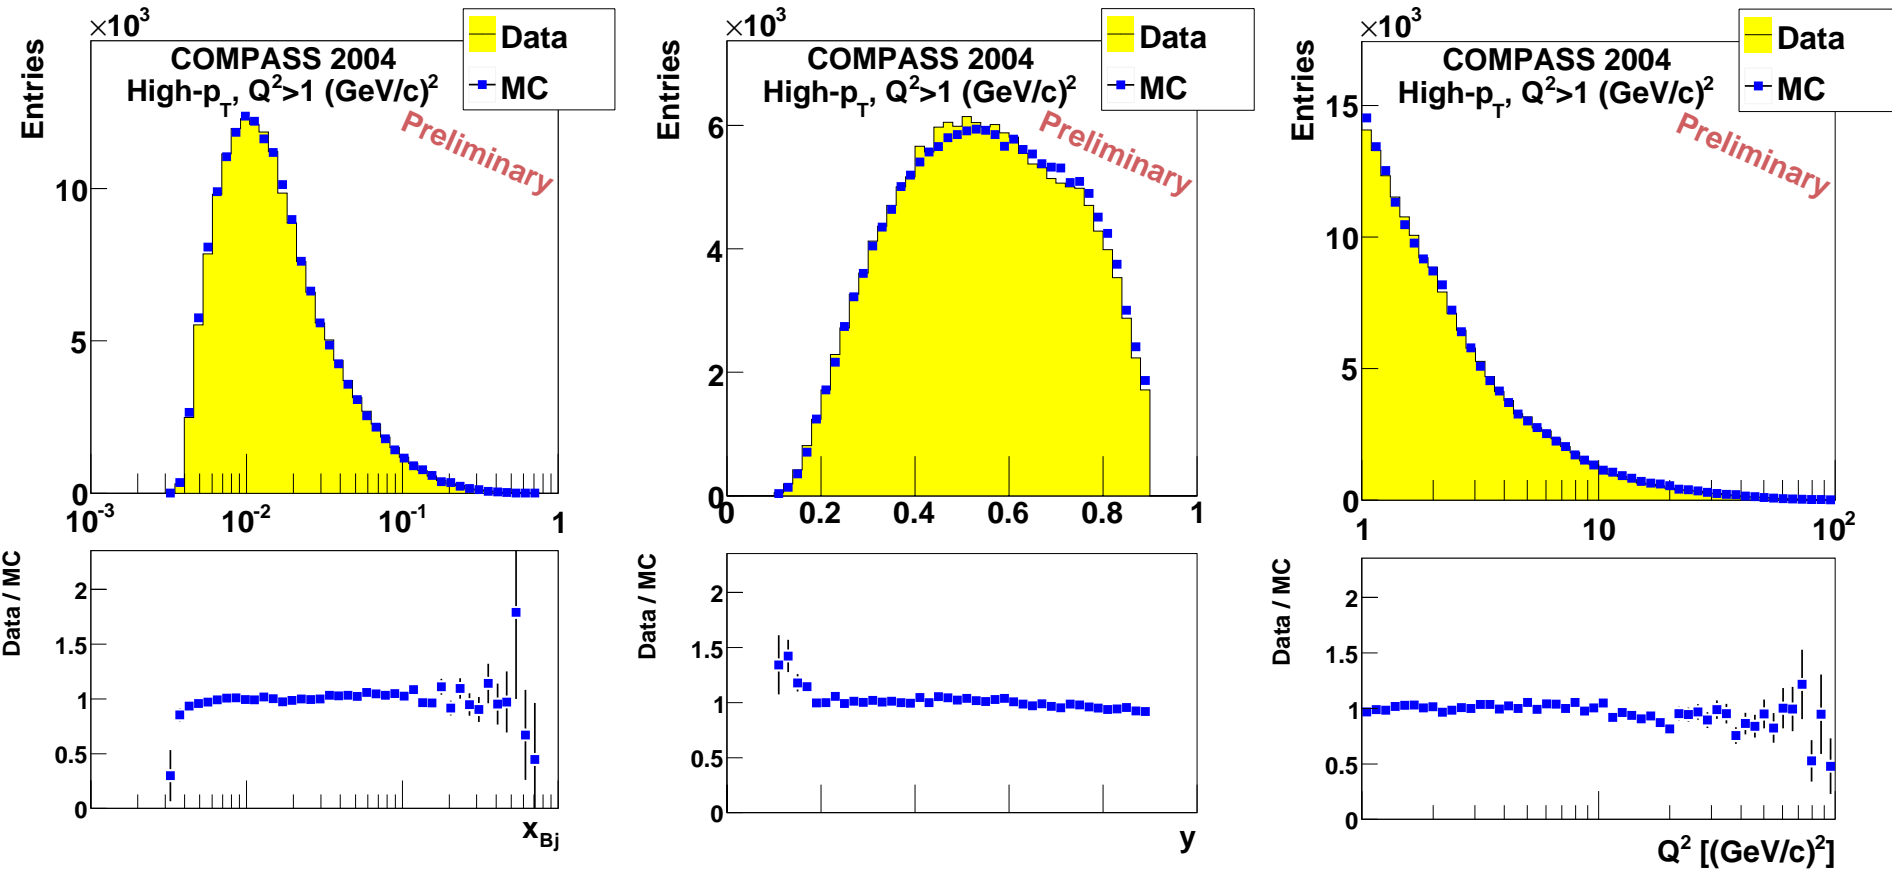 ×10³
Entries
COMPASS 2004
High-p_T, Q²>1 (GeV/c)²
Preliminary
Data
MC
10
5
10⁻³
10⁻²
10⁻¹
1
Data / MC
2
1.5
1
0.5
0
x_Bj
×10³
Entries
COMPASS 2004
High-p_T, Q²>1 (GeV/c)²
Preliminary
Data
MC
6
4
2
0
0
0.2
0.4
0.6
0.8
1
Data / MC
2
1.5
1
0.5
0
y
×10³
Entries
COMPASS 2004
High-p_T, Q²>1 (GeV/c)²
Preliminary
Data
MC
15
10
5
0
1
10
10²
Data / MC
2
1.5
1
0.5
0
Q² [(GeV/c)²]